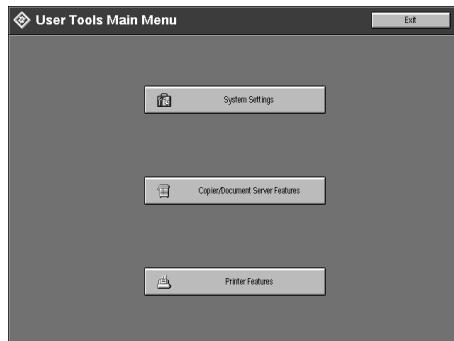 User Tools Main Menu
Exit
System Settings
Copier/Document Server Features
Printer Features